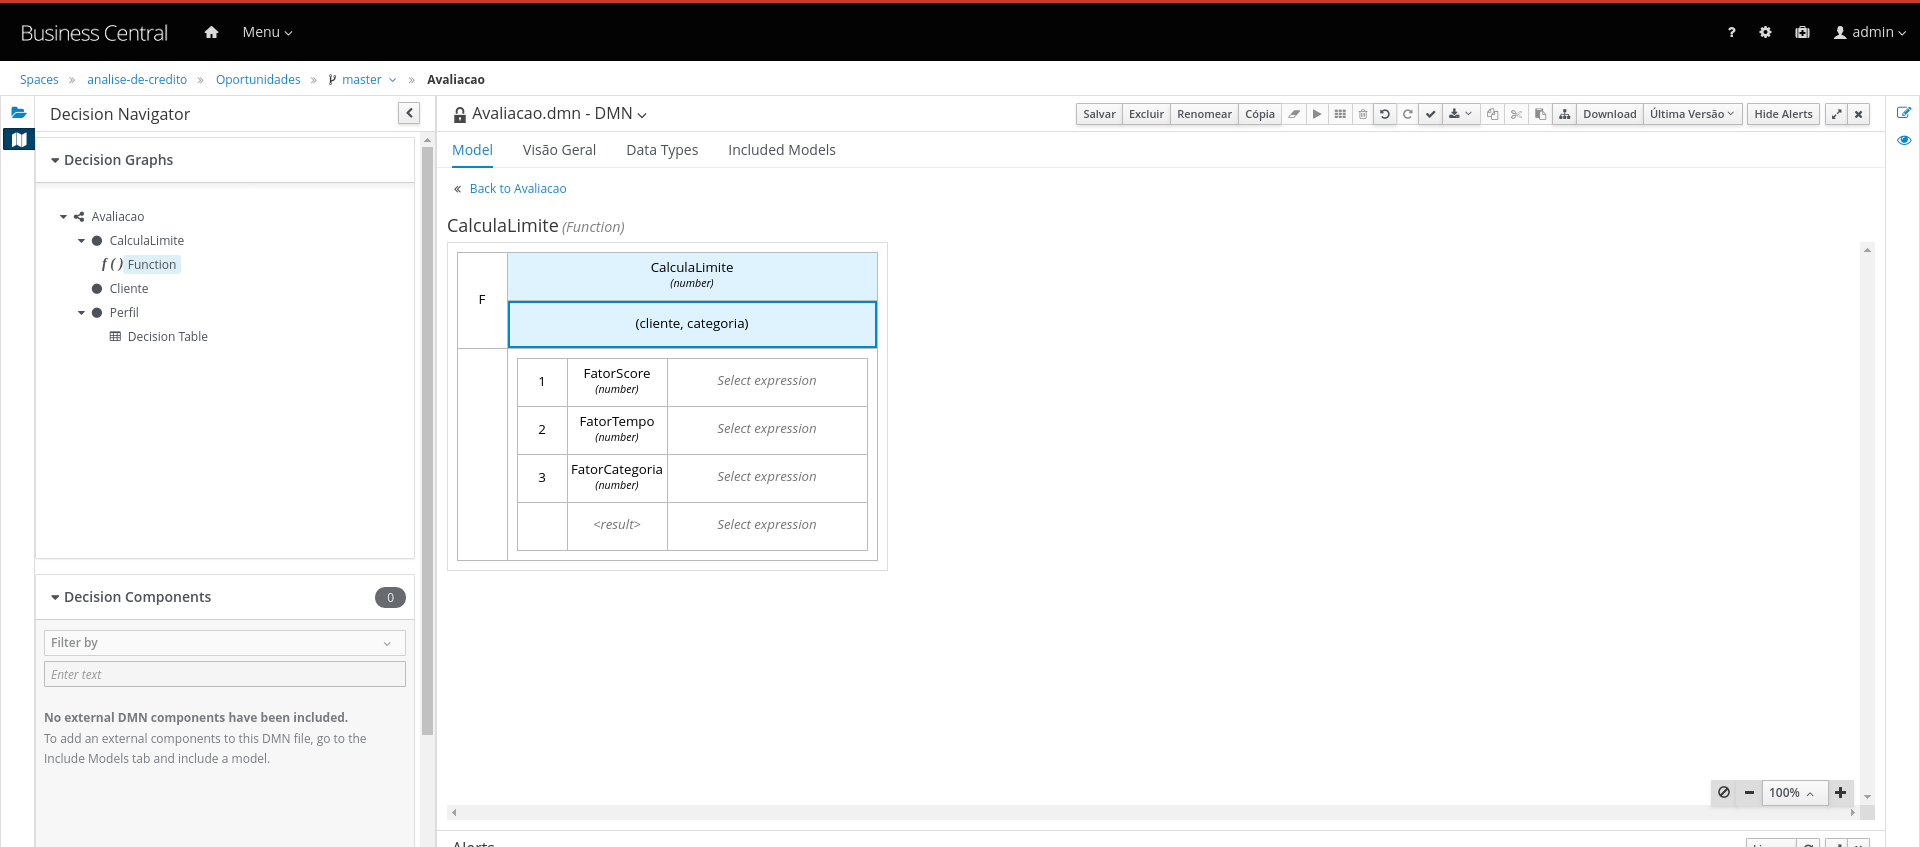 Business Central Menu ? admin
Spaces » analise-de-credito » Oportunidades » master » Avaliacao
Decision Navigator
Decision Graphs
Avaliacao
CalculaLimite
f ( ) Function
Cliente
Perfil
Decision Table
Decision Components 0
Filter by
Enter text
No external DMN components have been included.
To add an external components to this DMN file, go to the
Include Models tab and include a model.
Avaliacao.dmn - DMN
Salvar Excluir Renomear Cópia Download Última Versão Hide Alerts
Model Visão Geral Data Types Included Models
« Back to Avaliacao
CalculaLimite (Function)
F
CalculaLimite
(number)
(cliente, categoria)
1 FatorScore (number) Select expression
2 FatorTempo (number) Select expression
3 FatorCategoria (number) Select expression
<result> Select expression
100%
Alerts